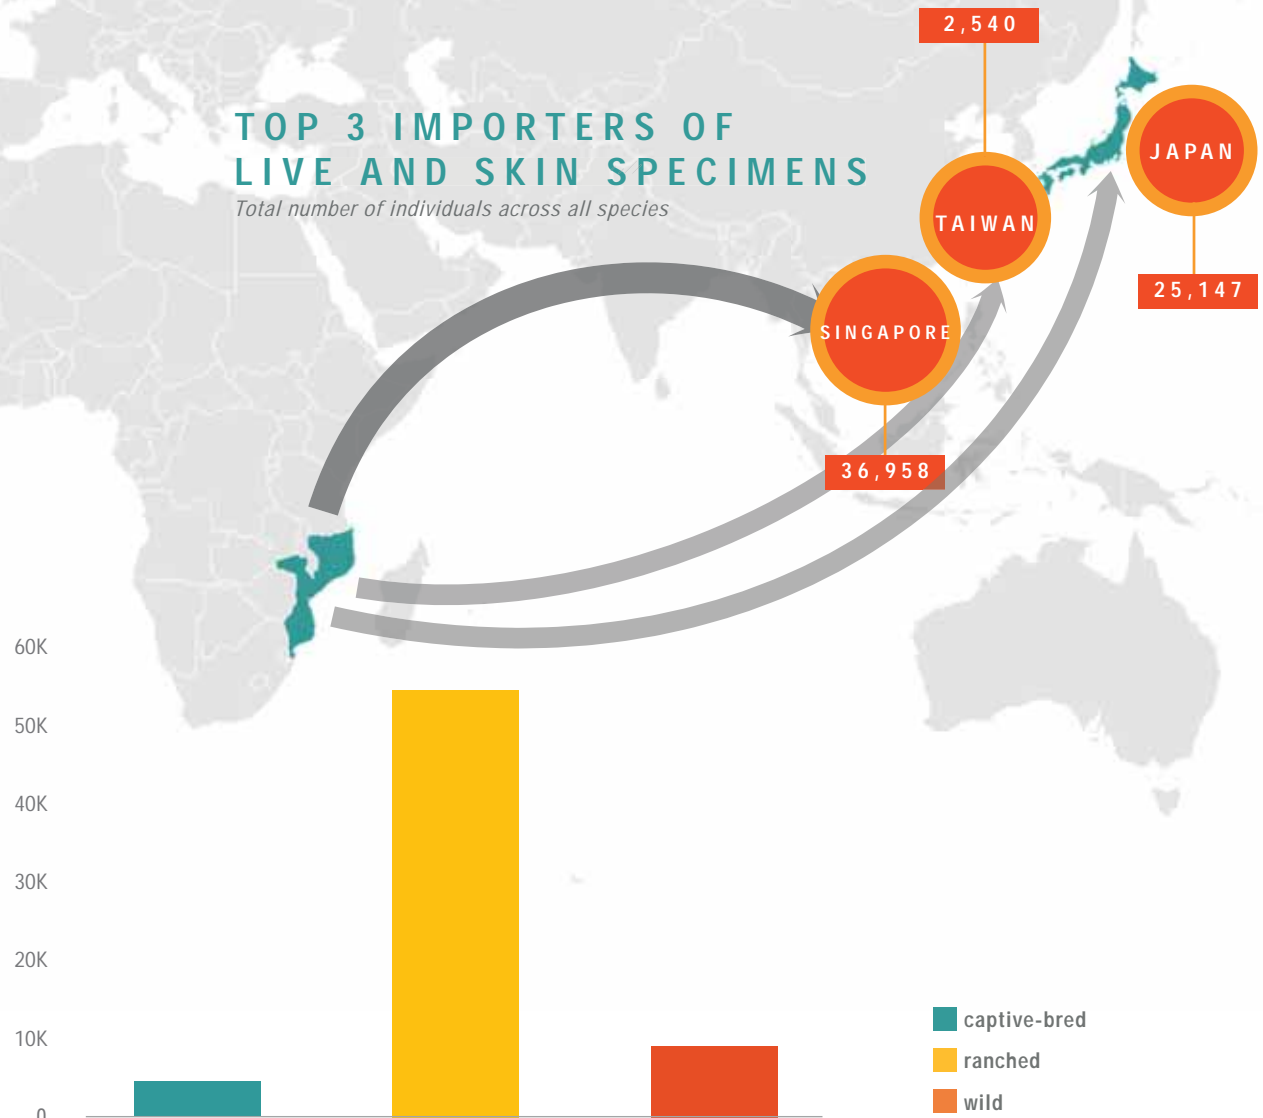 2,540
TOP 3 IMPORTERS OF
LIVE AND SKIN SPECIMENS
Total number of individuals across all species
JAPAN
TAIWAN
25,147
SINGAPORE
36,958
60K
50K
40K
30K
20K
10K
0
captive-bred
ranched
wild